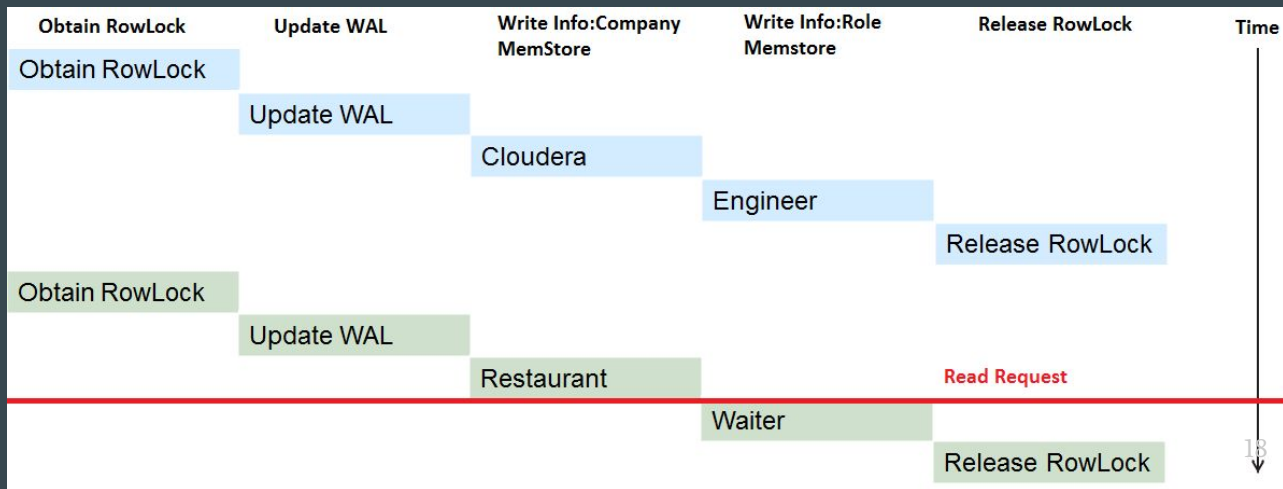 Obtain RowLock
Update WAL
Write Info:Company
MemStore
Write Info:Role
Memstore
Release RowLock
Time
Obtain RowLock
Update WAL
Cloudera
Engineer
Release RowLock
Obtain RowLock
Update WAL
Restaurant
Read Request
Waiter
Release RowLock
18